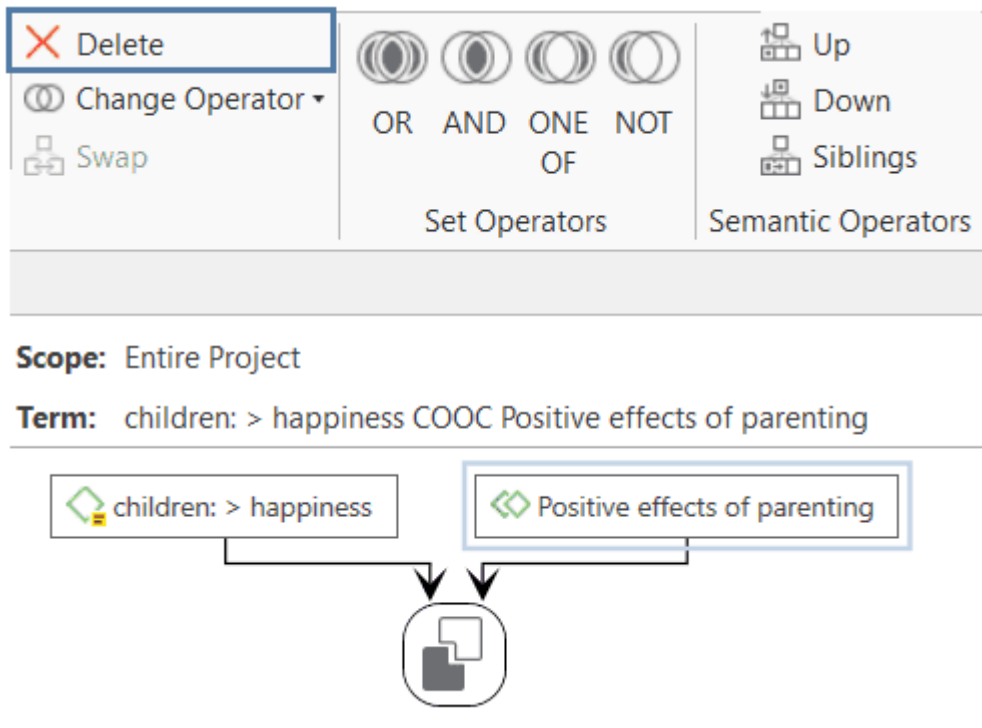 Delete
Change Operator
Swap
OR AND ONE OF NOT
Set Operators
Up
Down
Siblings
Semantic Operators
Scope: Entire Project
Term: children: > happiness COOC Positive effects of parenting
children: > happiness
Positive effects of parenting